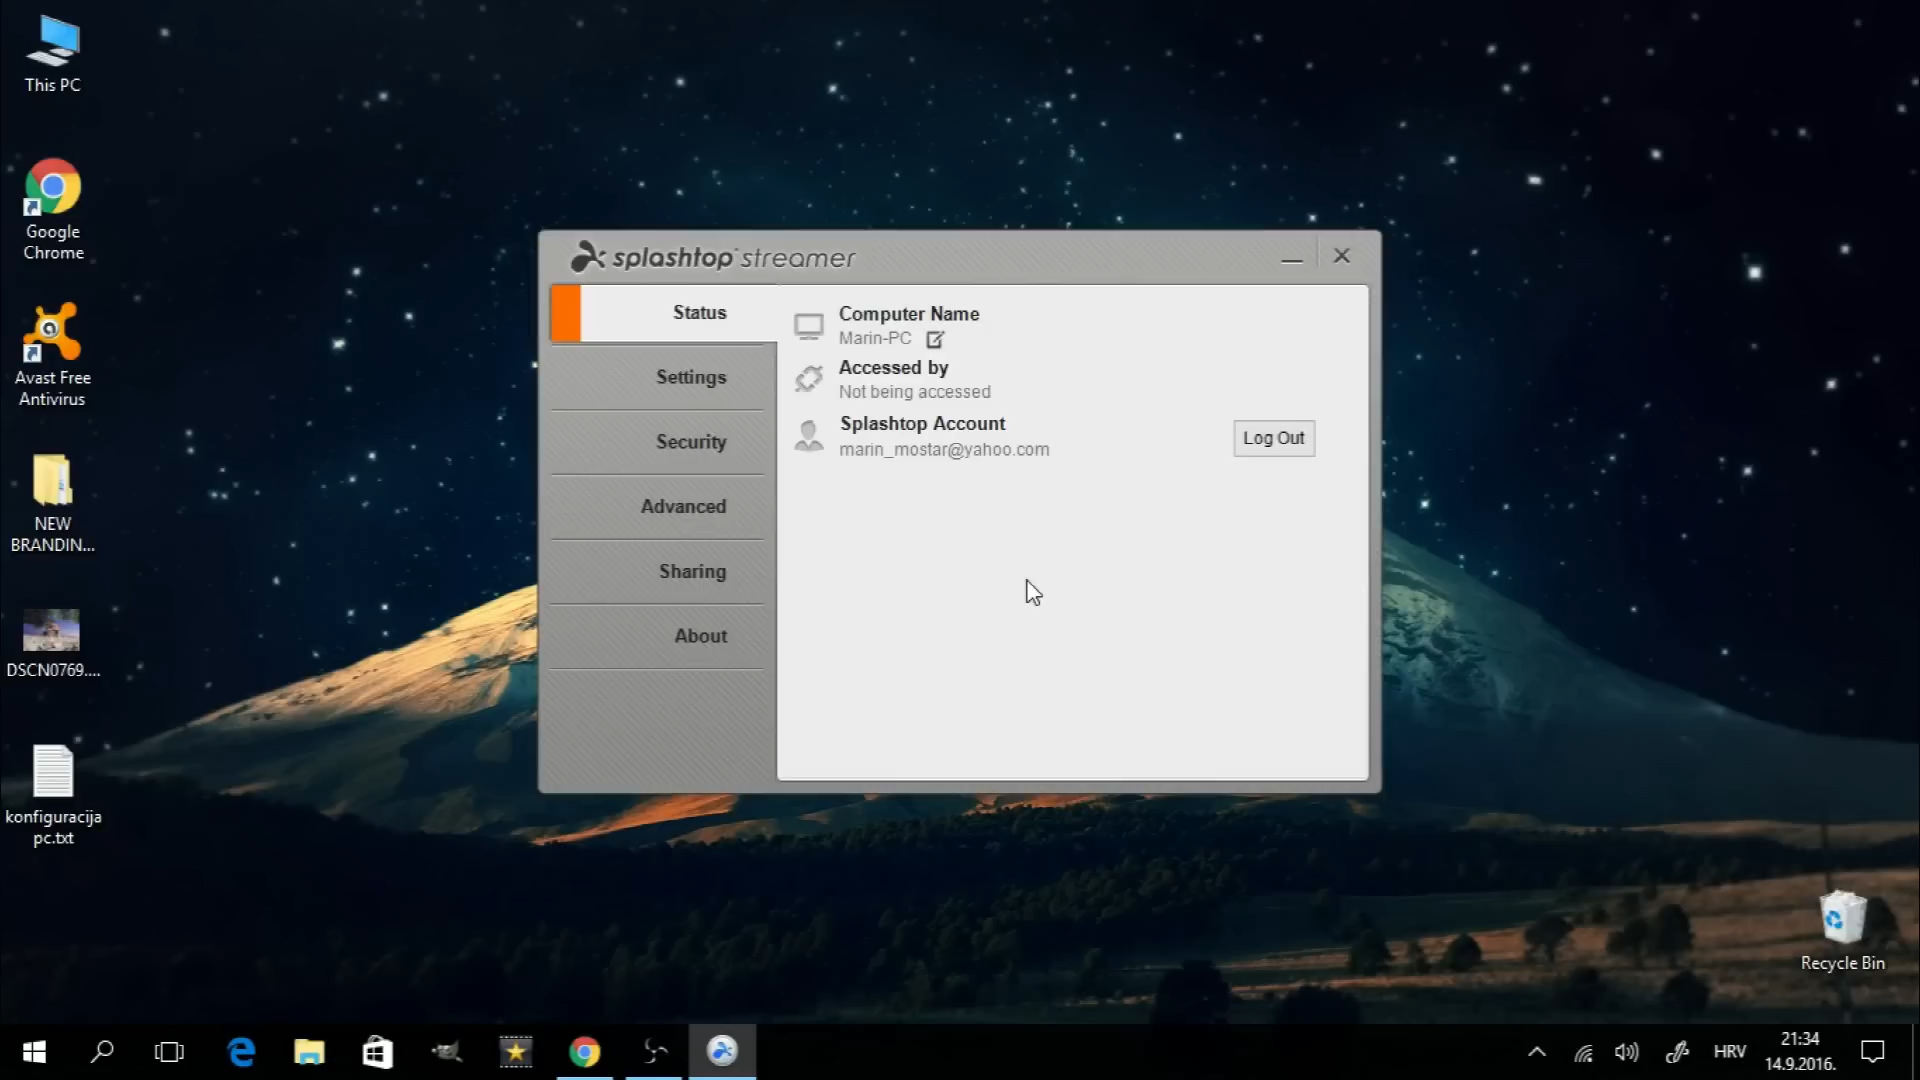 This PC
Google
Chrome
Avast Free
Antivirus
NEW
BRANDIN...
DSCN0769....
konfiguracija
pc.txt
splashtop streamer
Status
Settings
Security
Advanced
Sharing
About
Computer Name
Marin-PC
Accessed by
Not being accessed
Splashtop Account
marin_mostar@yahoo.com
Log Out
Recycle Bin
HRV
21:34
14.9.2016.